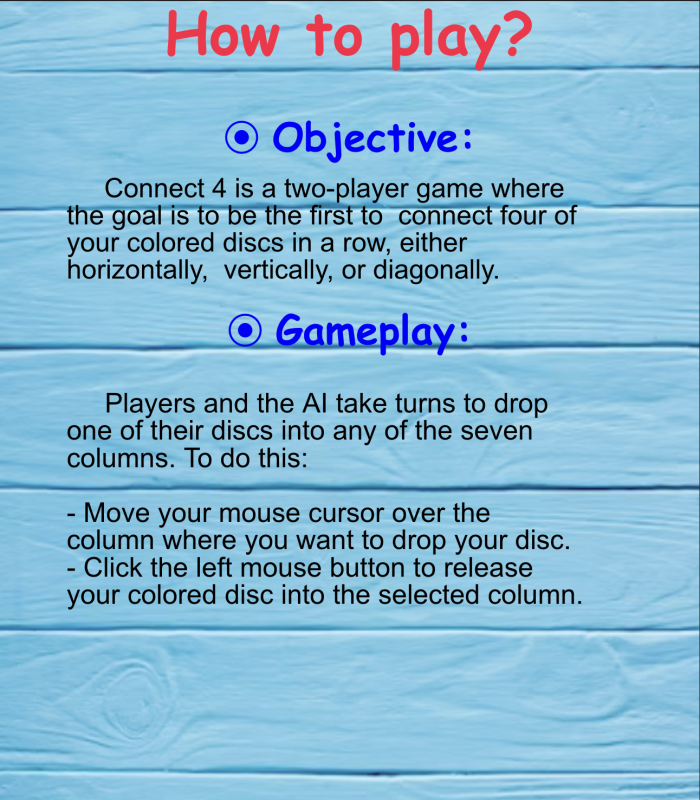 How to play?
⦿ Objective:
Connect 4 is a two-player game where
the goal is to be the first to  connect four of
your colored discs in a row, either
horizontally,  vertically, or diagonally.
⦿ Gameplay:
Players and the AI take turns to drop
one of their discs into any of the seven
columns. To do this:
- Move your mouse cursor over the
column where you want to drop your disc.
- Click the left mouse button to release
your colored disc into the selected column.